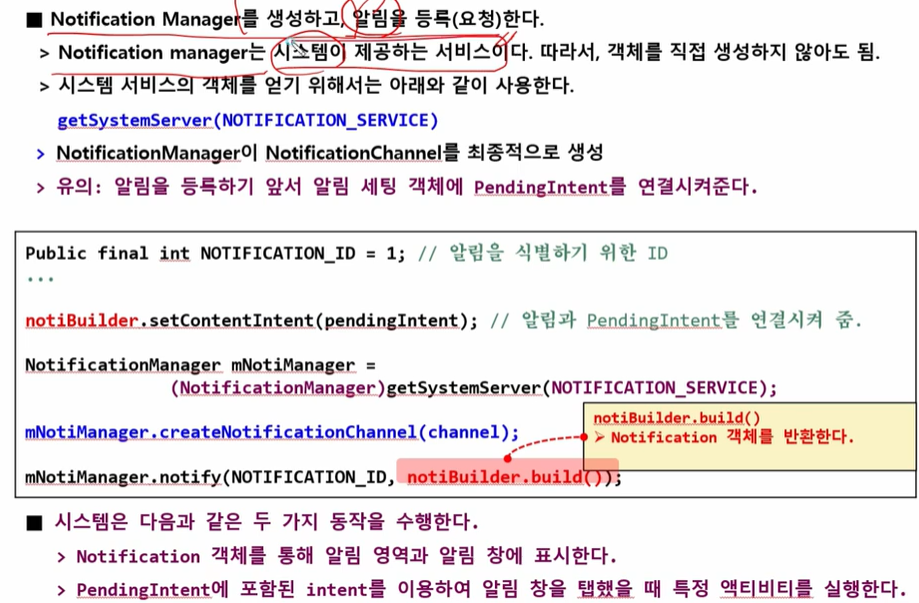 ■ Notification Manager를 생성하고, 알림을 등록(요청)한다.
> Notification manager는 시스템이 제공하는 서비스이다. 따라서, 객체를 직접 생성하지 않아도 됨.
> 시스템 서비스의 객체를 얻기 위해서는 아래와 같이 사용한다.
getSystemServer(NOTIFICATION_SERVICE)
> NotificationManager이 NotificationChannel를 최종적으로 생성
> 유의: 알림을 등록하기 앞서 알림 세팅 객체에 PendingIntent를 연결시켜준다.
Public final int NOTIFICATION_ID = 1; // 알림을 식별하기 위한 ID
...
notiBuilder.setContentIntent(pendingIntent); // 알림과 PendingIntent를 연결시켜 줌.
NotificationManager mNotiManager =
(NotificationManager)getSystemServer(NOTIFICATION_SERVICE);
notiBuilder.build()
➢ Notification 객체를 반환한다.
mNotiManager.createNotificationChannel(channel);
mNotiManager.notify(NOTIFICATION_ID, notiBuilder.build());
■ 시스템은 다음과 같은 두 가지 동작을 수행한다.
> Notification 객체를 통해 알림 영역과 알림 창에 표시한다.
> PendingIntent에 포함된 intent를 이용하여 알림 창을 탭했을 때 특정 액티비티를 실행한다.